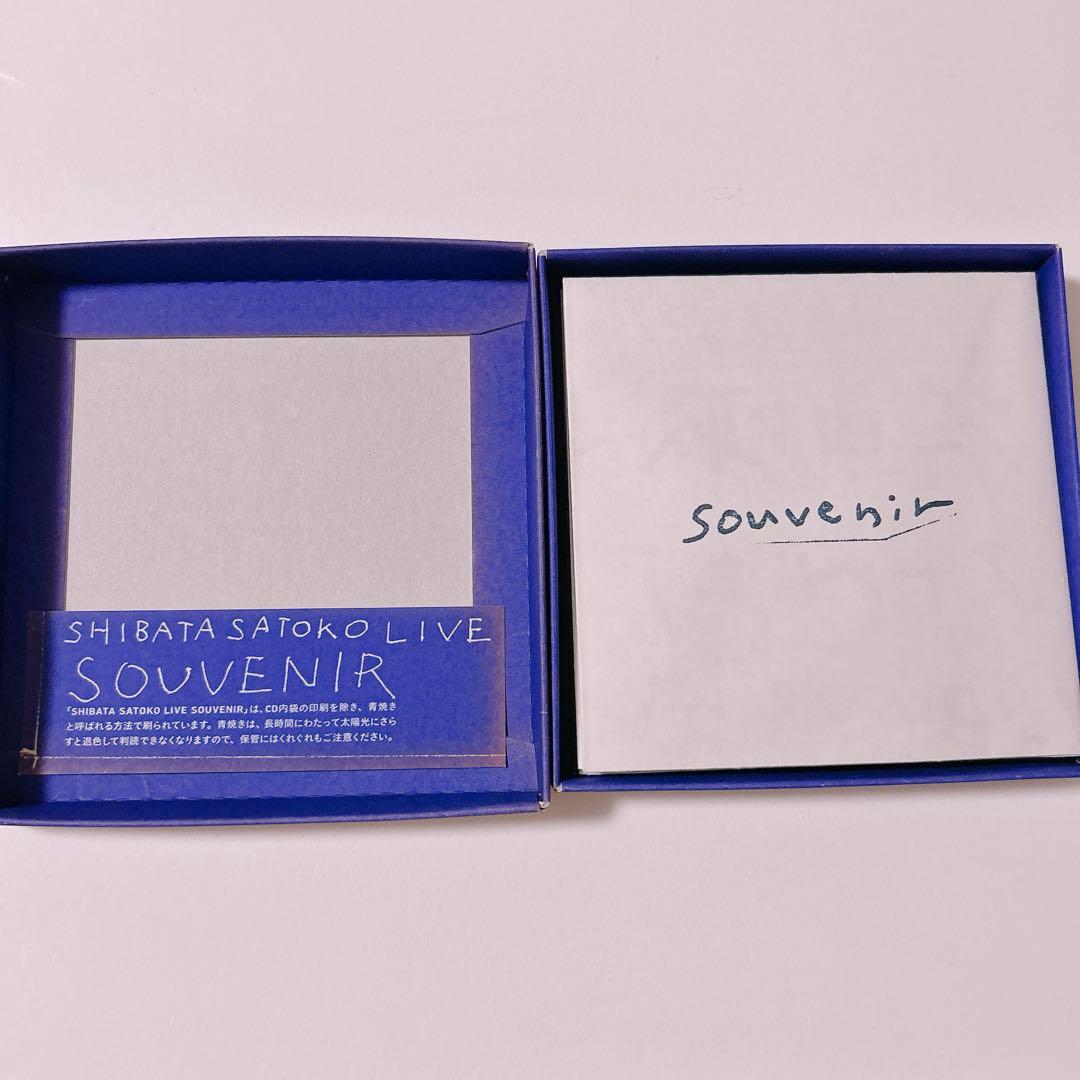 SHIBATA SATOKO LIVE
SOUVENIR
「SHIBATA SATOKO LIVE SOUVENIR」は、CD内袋の印刷を除き、青焼き
と呼ばれる方法で刷られています。青焼きは、長時間にわたって太陽光にさら
すと退色して判読できなくなりますので、保管にはくれぐれもご注意ください。
souvenir